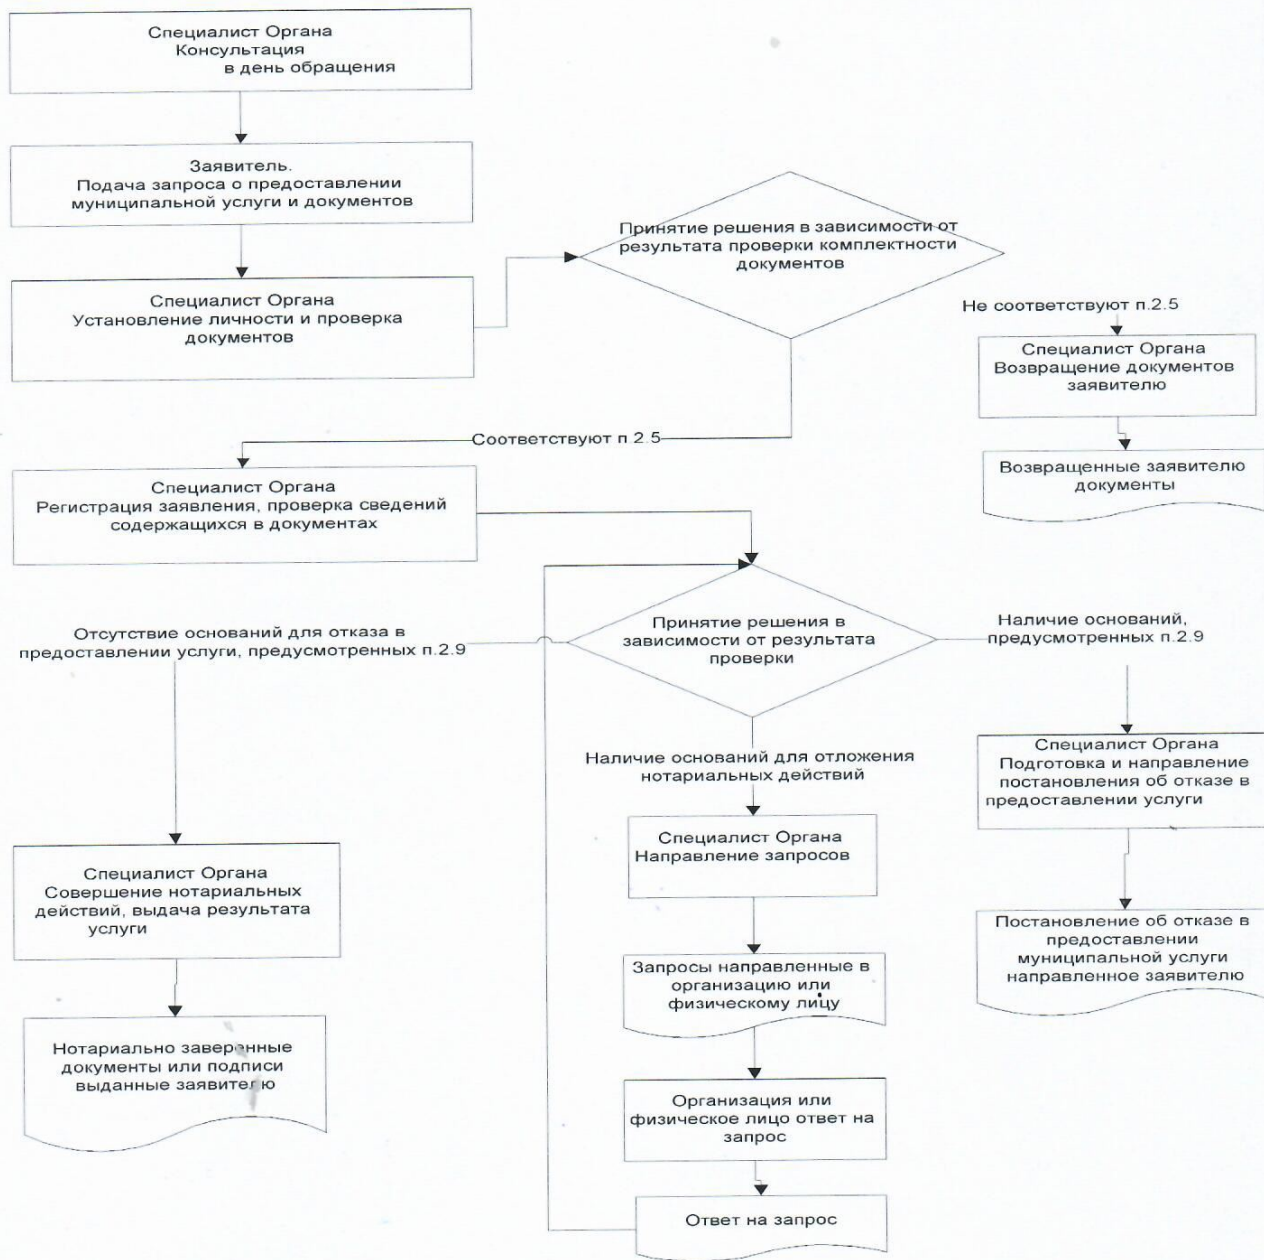 Специалист Органа
Консультация
в день обращения
Заявитель.
Подача запроса о предоставлении
муниципальной услуги и документов
Специалист Органа
Установление личности и проверка
документов
Принятие решения в зависимости от
результата проверки комплектности
документов
Не соответствуют п.2.5
Специалист Органа
Возвращение документов
заявителю
Возвращенные заявителю
документы
Соответствуют п.2.5
Специалист Органа
Регистрация заявления, проверка сведений
содержащихся в документах
Принятие решения в
зависимости от результата
проверки
Отсутствие оснований для отказа в
предоставлении услуги, предусмотренных п.2.9
Наличие оснований,
предусмотренных п.2.9
Наличие оснований для отложения
нотариальных действий
Специалист Органа
Подготовка и направление
постановления об отказе в
предоставлении услуги
Специалист Органа
Направление запросов
Специалист Органа
Совершение нотариальных
действий, выдача результата
услуги
Постановление об отказе в
предоставлении
муниципальной услуги
направленное заявителю
Запросы направленные в
организацию или
физическому лицу
Нотариально заверенные
документы или подписи
выданные заявителю
Организация или
физическое лицо ответ на
запрос
Ответ на запрос